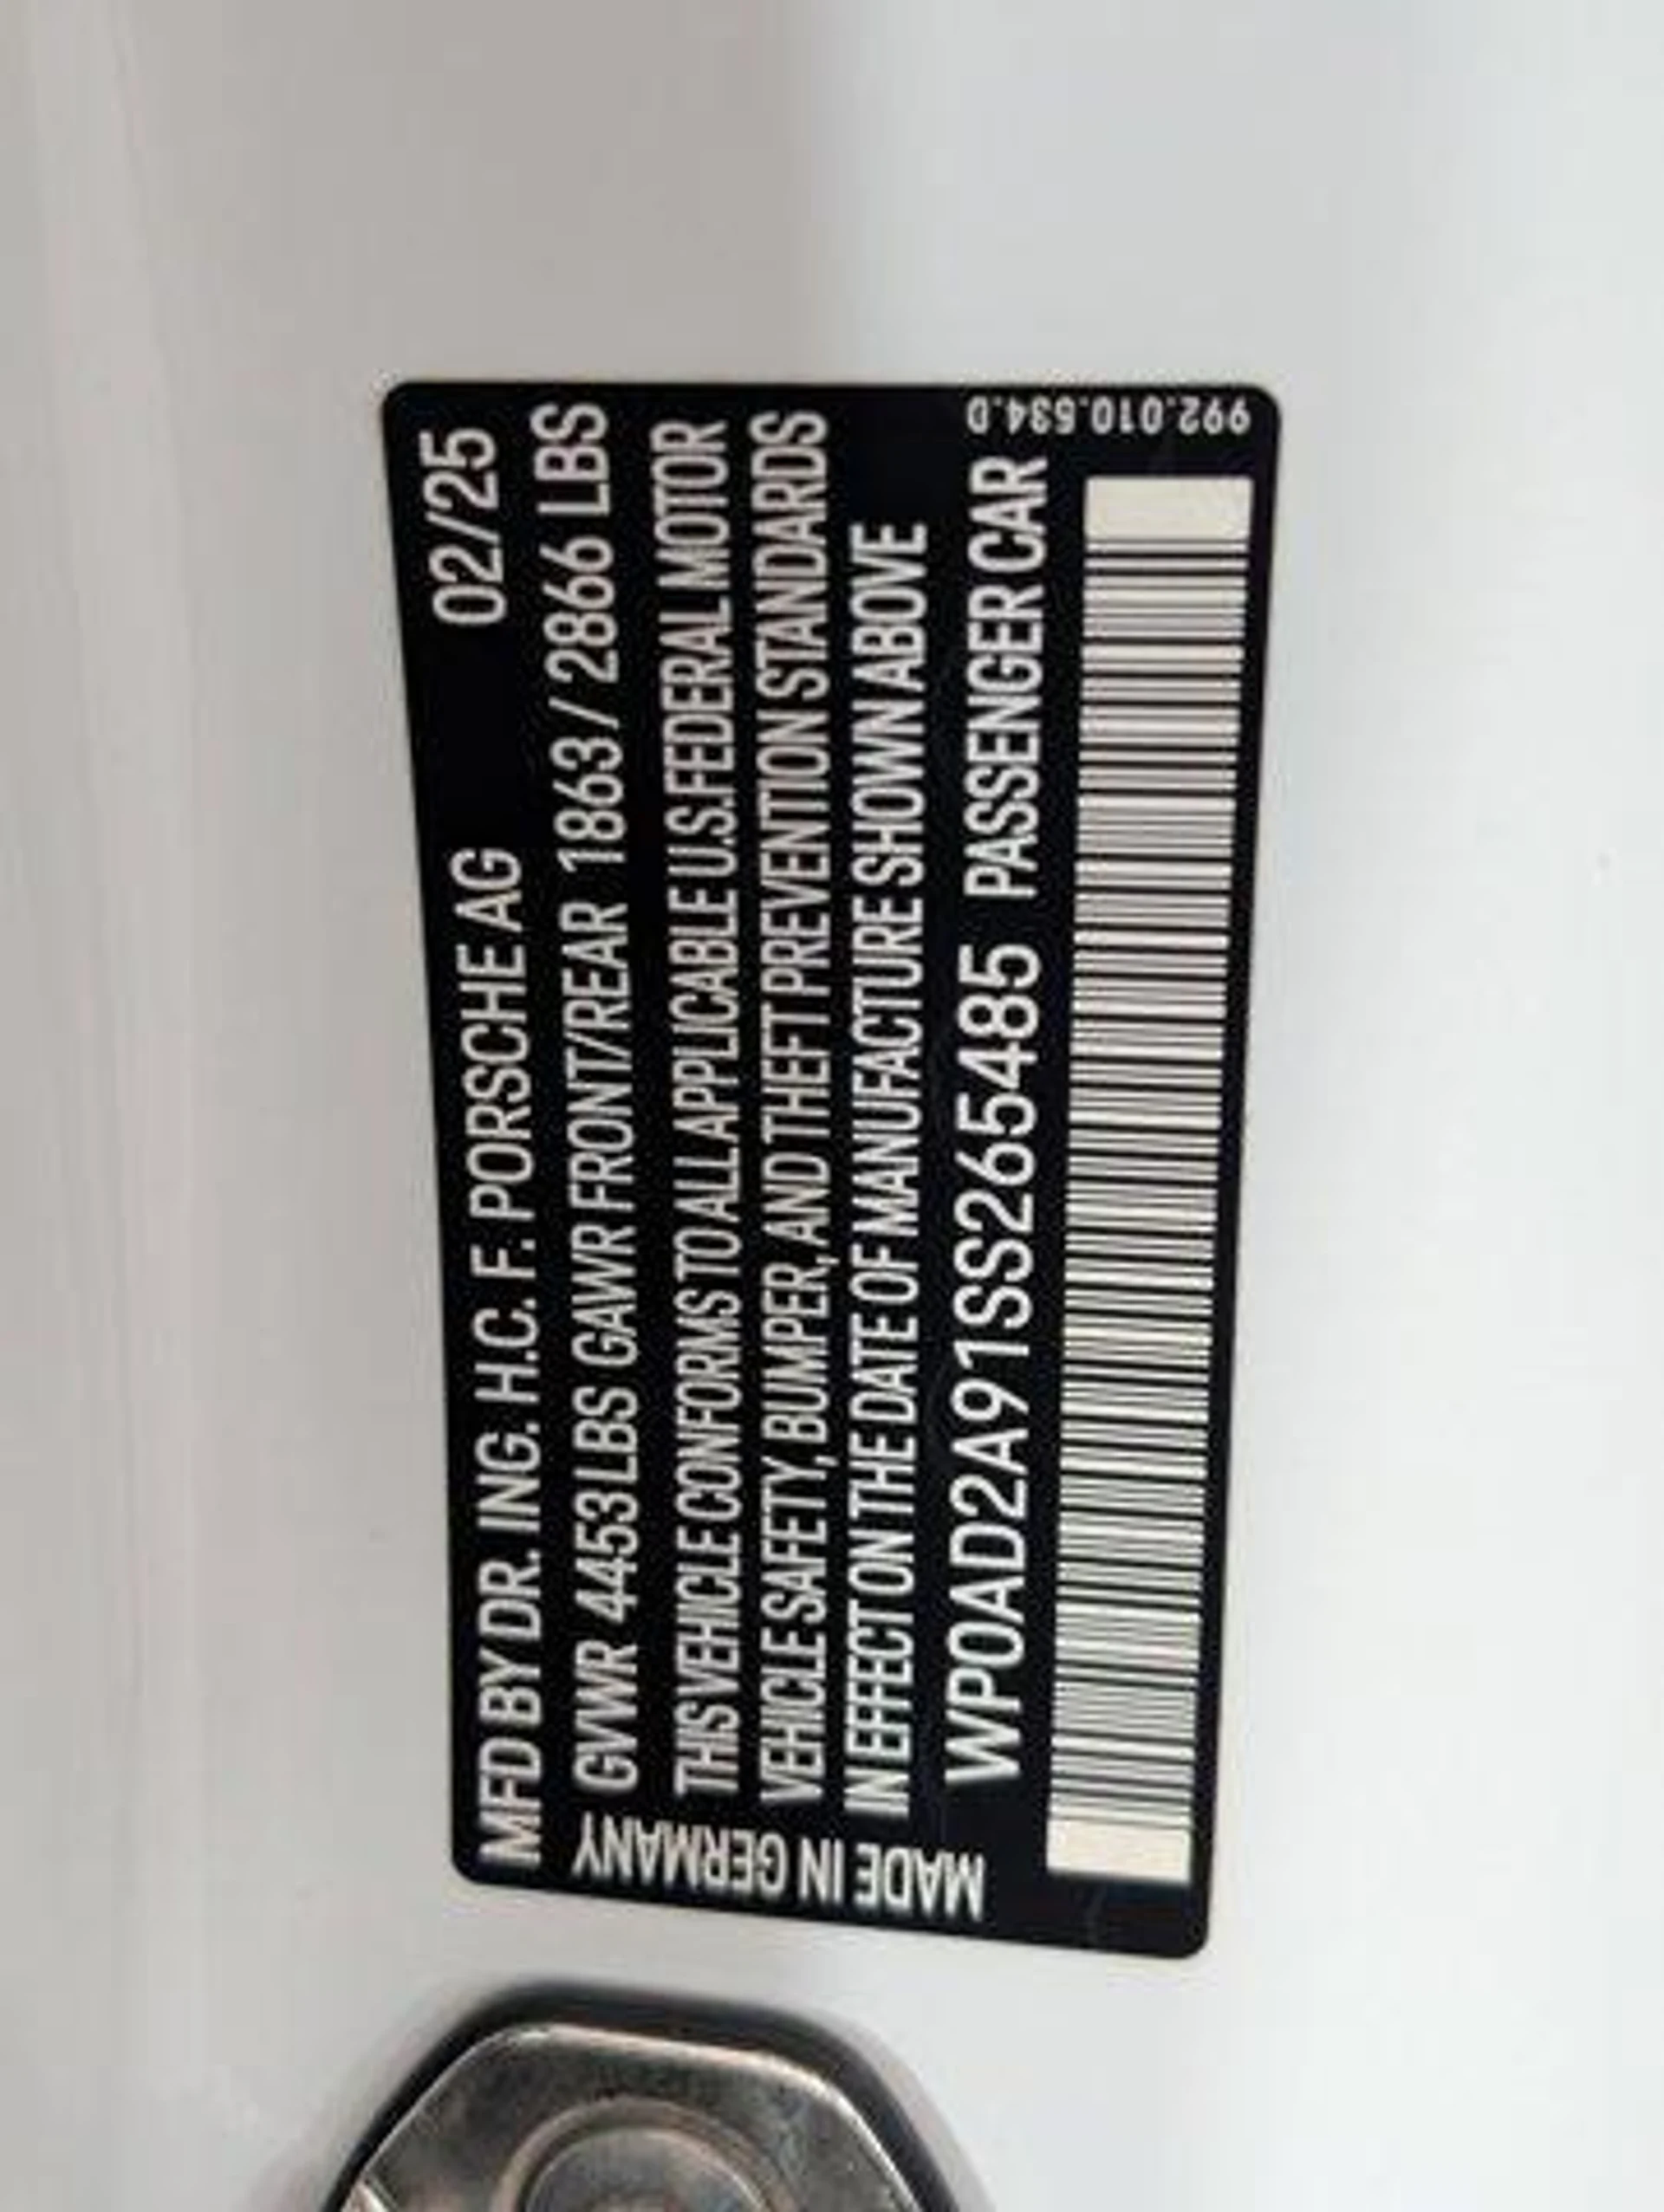 MFD BY DR. ING. H.C. F. PORSCHE AG 02/25
GVWR 4453 LBS GAWR FRONT/REAR 1863 / 2866 LBS
THIS VEHICLE CONFORMS TO ALL APPLICABLE U.S.FEDERAL MOTOR
VEHICLE SAFETY, BUMPER, AND THEFT PREVENTION STANDARDS
IN EFFECT ON THE DATE OF MANUFACTURE SHOWN ABOVE
WP0AD2A91SS265485 PASSENGER CAR
MADE IN GERMANY
992.010.534.D